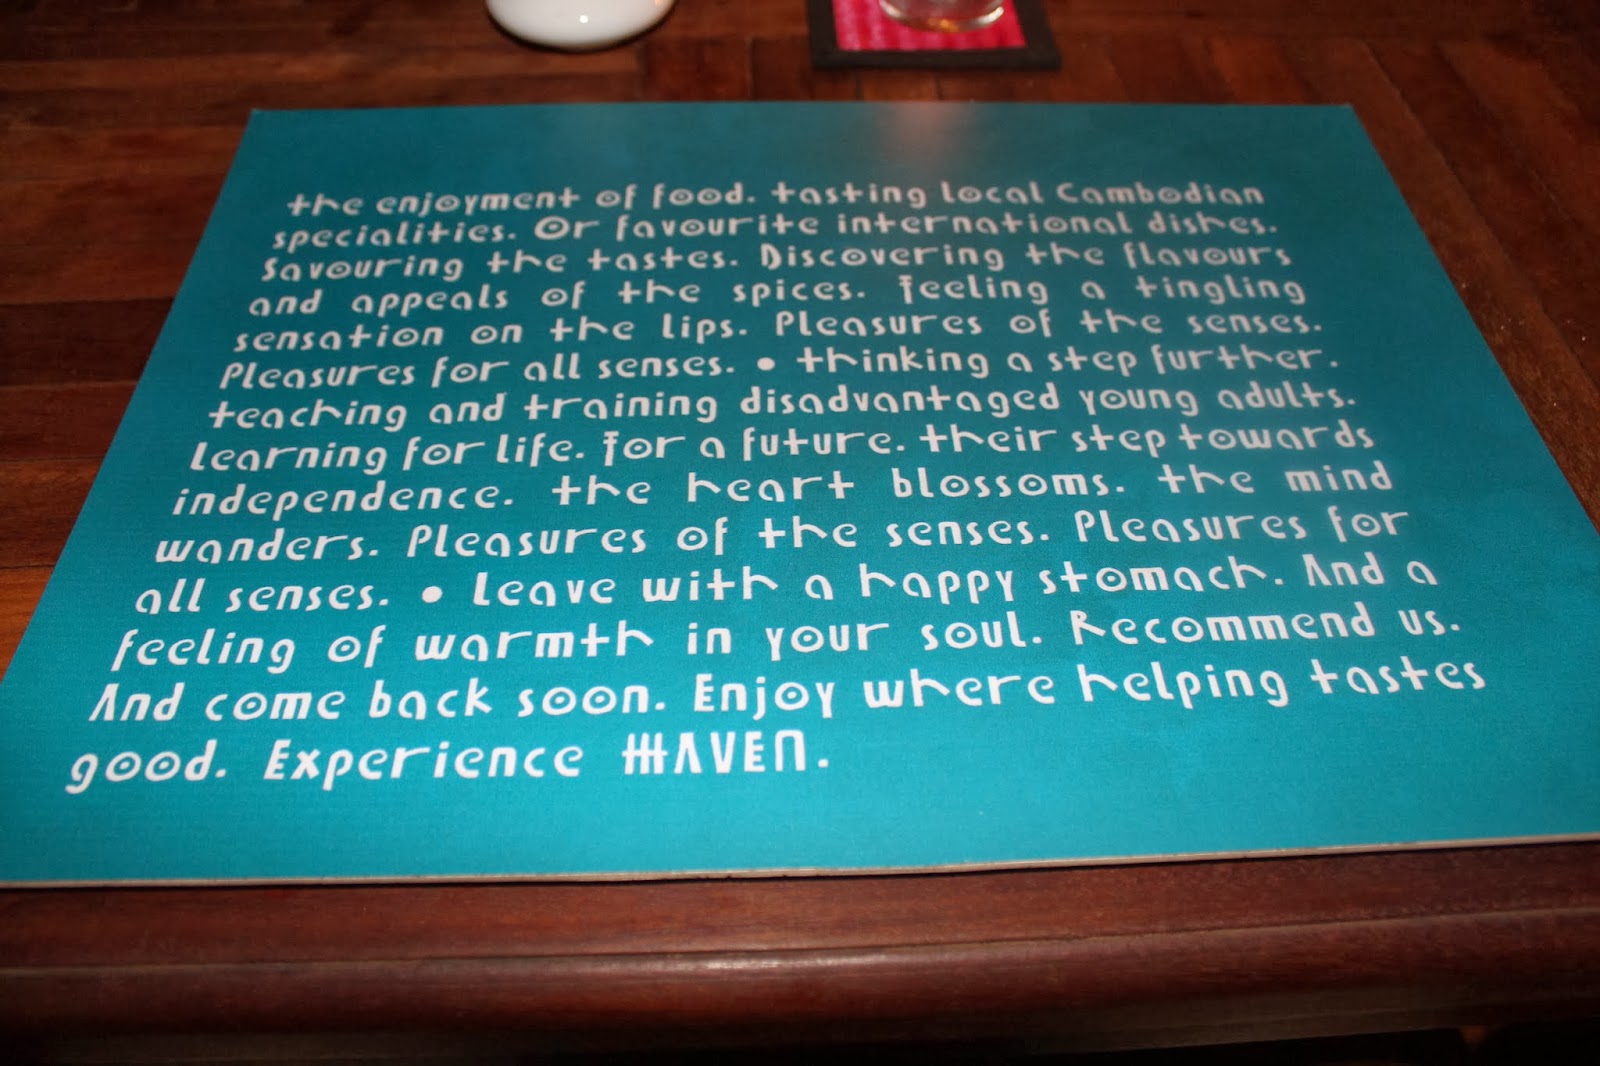 the enjoyment of food. tasting local Cambodian
specialities. Or favourite international dishes.
Savouring the tastes. Discovering the flavours
and appeals of the spices. Feeling a tingling
sensation on the lips. Pleasures of the senses.
Pleasures for all senses. • thinking a step further.
teaching and training disadvantaged young adults.
Learning for life. For a future. their step towards
independence. the heart blossoms. the mind
wanders. Pleasures of the senses. Pleasures for
all senses. • Leave with a happy stomach. And a
feeling of warmth in your soul. Recommend us.
And come back soon. Enjoy where helping tastes
good. Experience HAVEN.